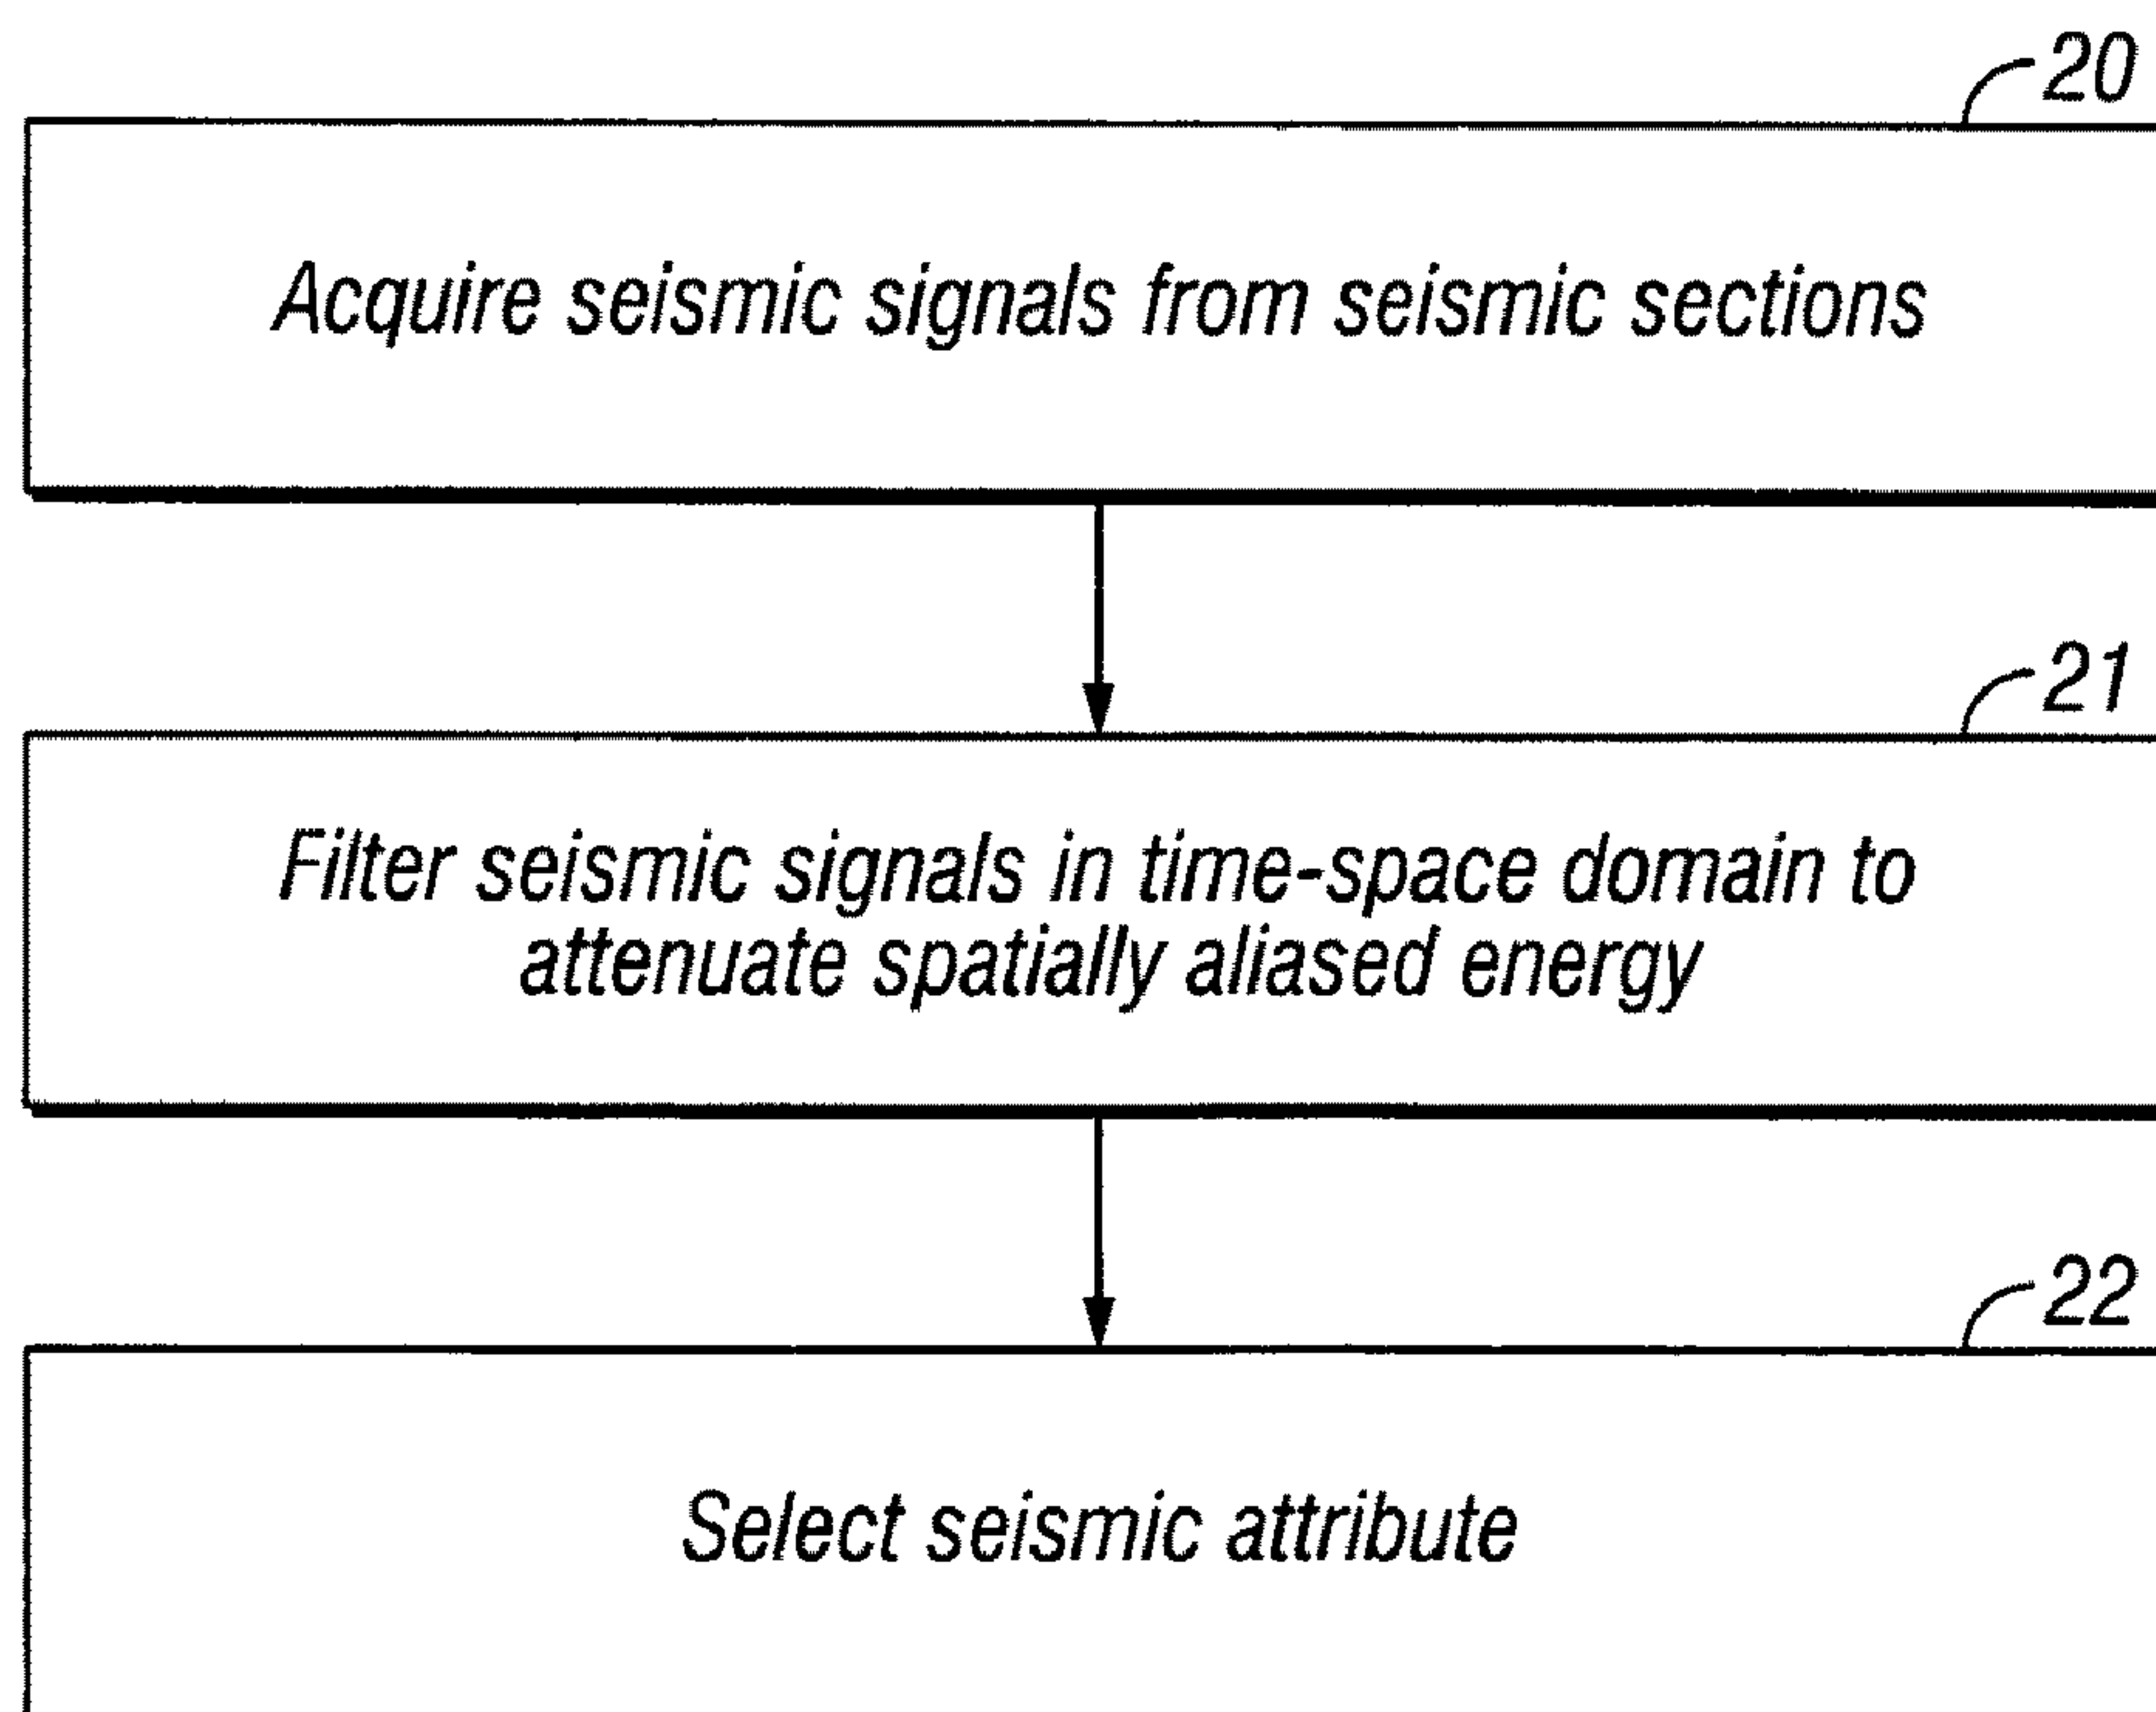 20
Acquire seismic signals from seismic sections
21
Filter seismic signals in time-space domain to
attenuate spatially aliased energy
22
Select seismic attribute